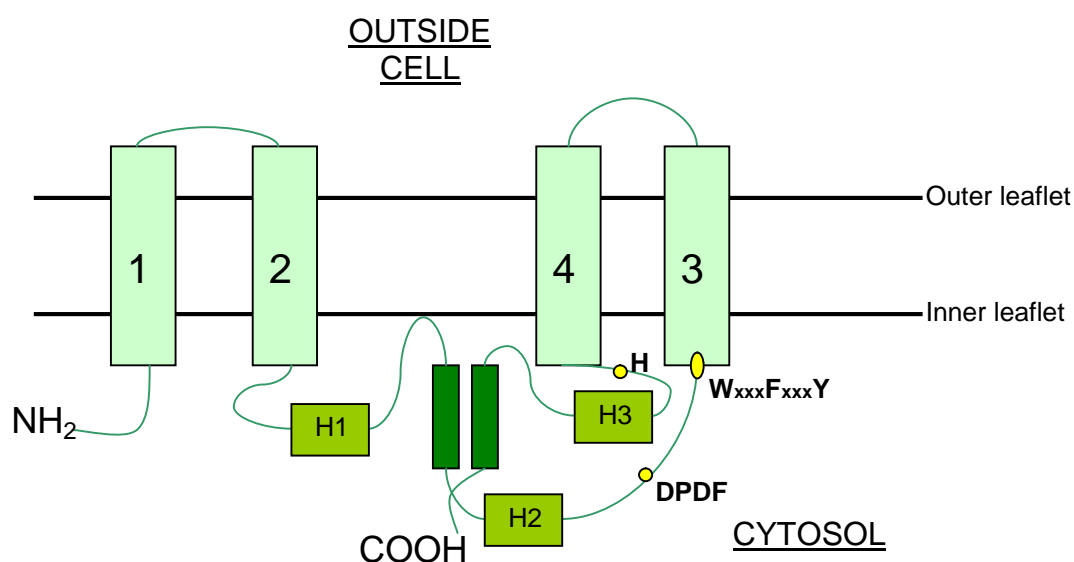 OUTSIDE
CELL
Outer leaflet
1
2
4
3
Inner leaflet
H
WxxxFxxxY
NH2
H1
H3
DPDF
H2
CYTOSOL
COOH